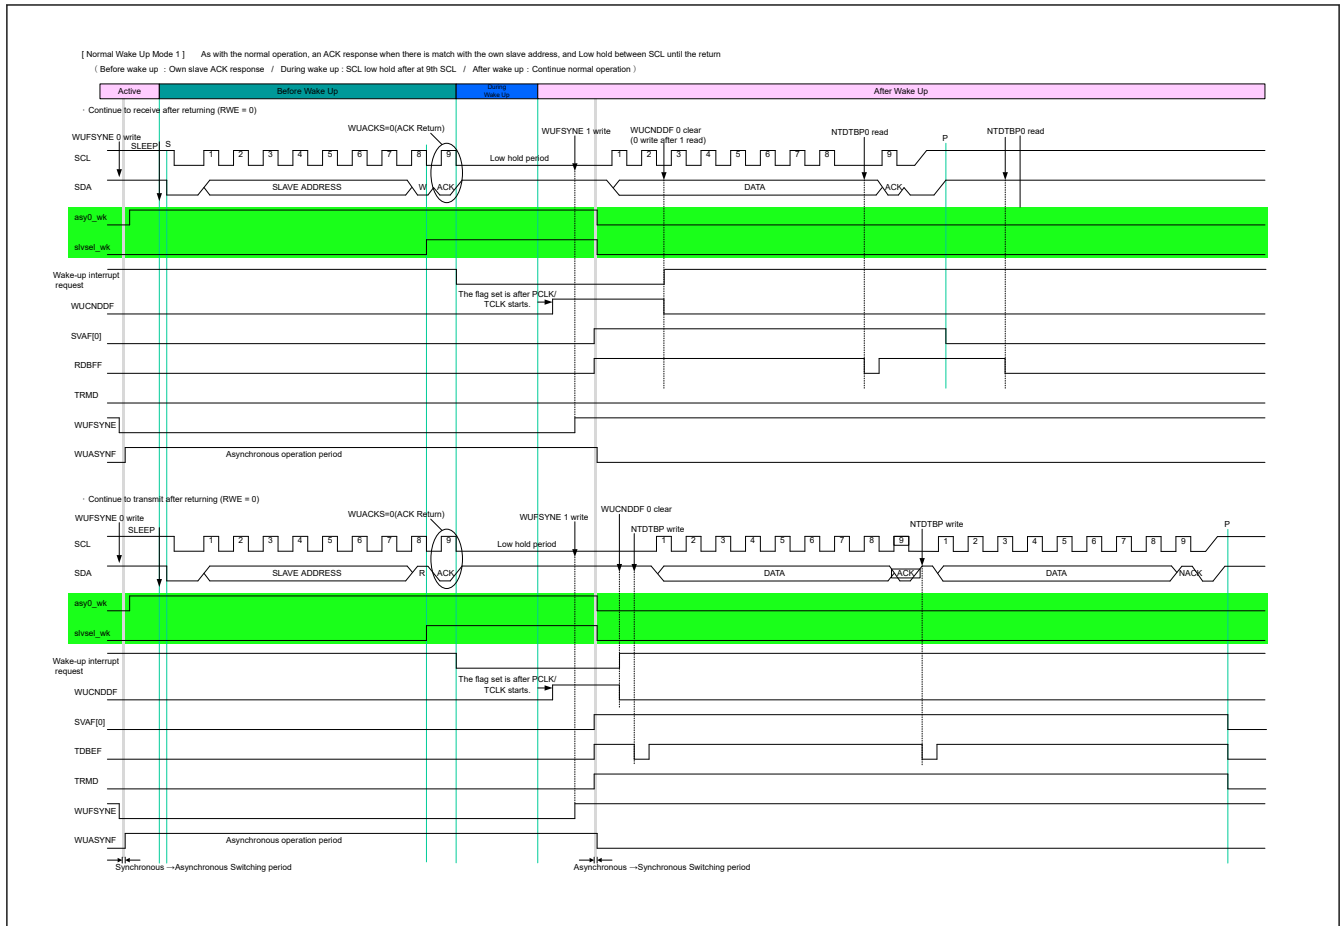 [ Normal Wake Up Mode 1 ]   As with the normal operation, an ACK response when there is match with the own slave address, and Low hold between SCL until the return
( Before wake up : Own slave ACK response / During wake up : SCL low hold after at 9th SCL / After wake up : Continue normal operation )
Active Before Wake Up During Wake Up After Wake Up
· Continue to receive after returning (RWE = 0)
WUACKS=0(ACK Return)
WUFSYNE 1 write
WUCNDDF 0 clear
(0 write after 1 read)
NTDTBP0 read
P
NTDTBP0 read
WUFSYNE 0 write
SLEEP
S
SCL 1 2 3 4 5 6 7 8 9 Low hold period 1 2 3 4 5 6 7 8 9
SDA SLAVE ADDRESS W ACK DATA ACK
asy0_wk
slvsel_wk
Wake-up interrupt
request
The flag set is after PCLK/
TCLK starts.
WUCNDDF
SVAF[0]
RDBFF
TRMD
WUFSYNE
WUASYNF Asynchronous operation period
· Continue to transmit after returning (RWE = 0)
WUACKS=0(ACK Return)
WUFSYNE 1 write
WUCNDDF 0 clear
NTDTBP write
NTDTBP write
P
WUFSYNE 0 write
SLEEP
SCL 1 2 3 4 5 6 7 8 9 Low hold period 1 2 3 4 5 6 7 8 9 1 2 3 4 5 6 7 8 9
SDA SLAVE ADDRESS R ACK DATA ACK DATA NACK
asy0_wk
slvsel_wk
Wake-up interrupt
request
The flag set is after PCLK/
TCLK starts.
WUCNDDF
SVAF[0]
TDBEF
TRMD
WUFSYNE
WUASYNF Asynchronous operation period
Synchronous →Asynchronous Switching period
Asynchronous →Synchronous Switching period